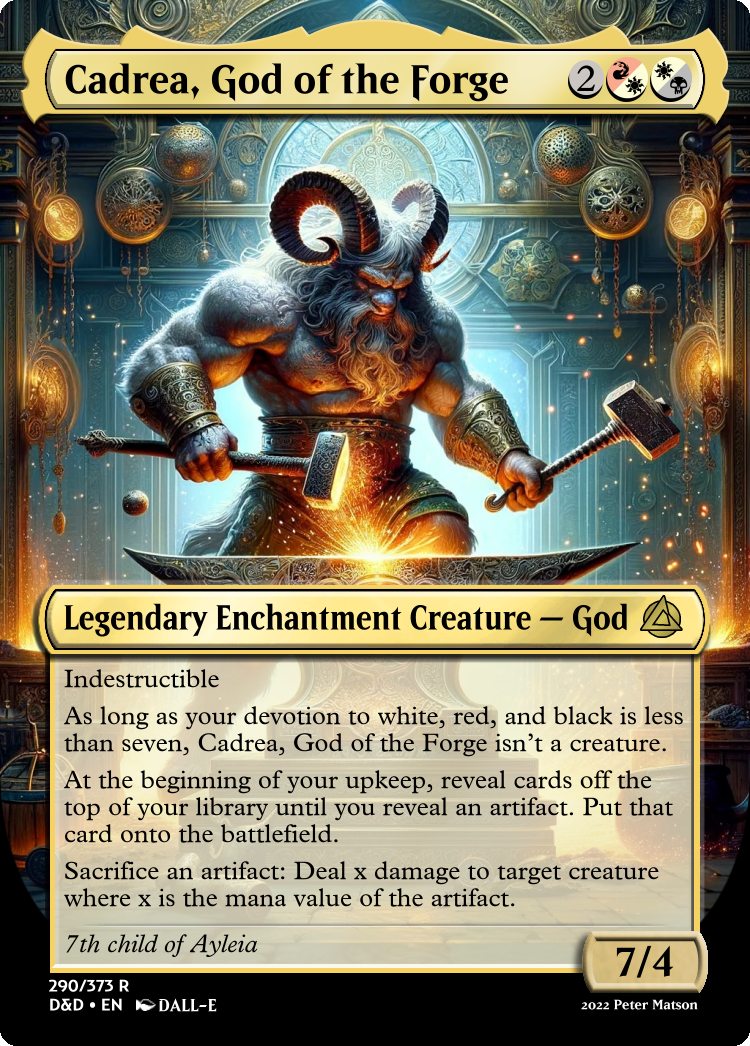 Cadrea, God of the Forge 2
Legendary Enchantment Creature — God
Indestructible
As long as your devotion to white, red, and black is less
than seven, Cadrea, God of the Forge isn't a creature.
At the beginning of your upkeep, reveal cards off the
top of your library until you reveal an artifact. Put that
card onto the battlefield.
Sacrifice an artifact: Deal x damage to target creature
where x is the mana value of the artifact.
7th child of Ayleia
7/4
290/373 R
D&D • EN DALL-E
2022 Peter Matson